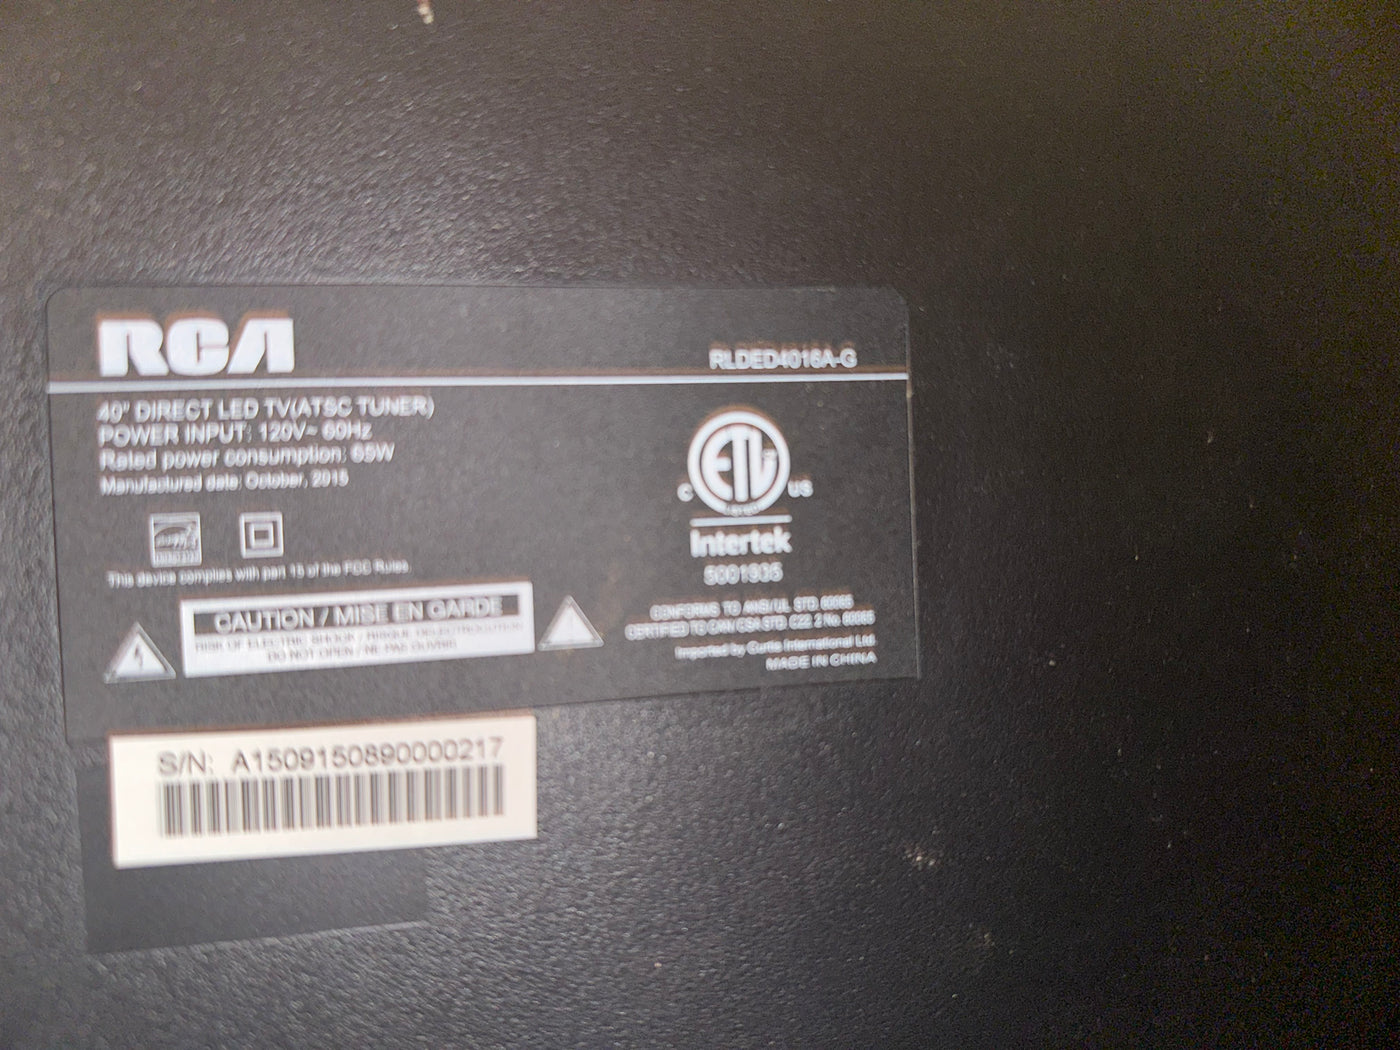 RCA
RLDED4016A-G
40" DIRECT LED TV(ATSC TUNER)
POWER INPUT: 120V~ 60Hz
Rated power consumption: 65W
Manufactured date: October, 2015
This device complies with part 15 of the FCC Rules.
CAUTION / MISE EN GARDE
RISK OF ELECTRIC SHOCK / RISQUE DELECTROCUTION
DO NOT OPEN / NE PAS OUVRIR
ETL
C US
Intertek
5001905
CONFORMS TO ANSI/UL STD. 60065
CERTIFIED TO CAN/CSA STD. C22.2 No. 60065
Imported by Curtis International Ltd.
MADE IN CHINA
S/N: A1509150890000217